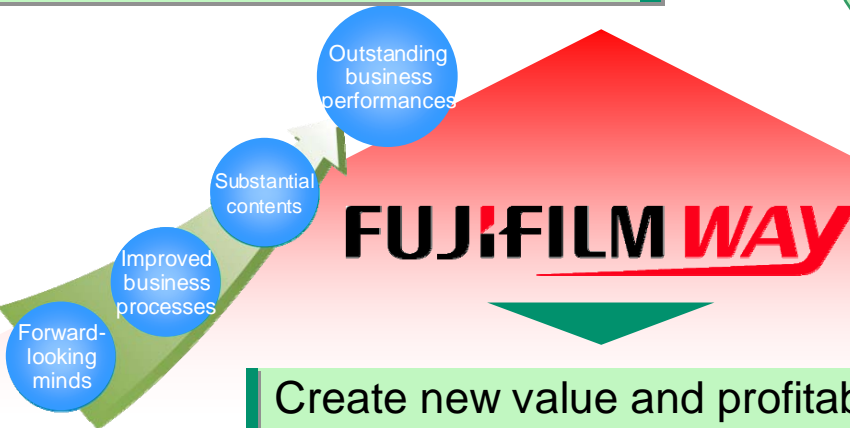 Outstanding
business
performances
Substantial
contents
FUJIFILM WAY
Improved
business
processes
Forward-
looking
minds
Create new value and profitab